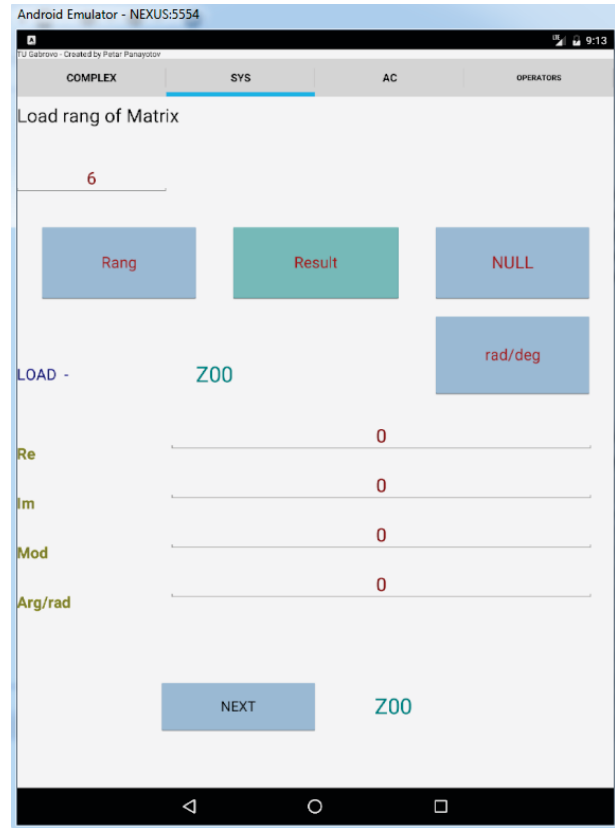 Android Emulator - NEXUS:5554
A LTE 9:13
TU Gabrovo - Created by Petar Panayotov
COMPLEX SYS AC OPERATORS
Load rang of Matrix
6
Rang Result NULL
rad/deg
LOAD - Z00
Re 0
Im 0
Mod 0
Arg/rad 0
NEXT Z00